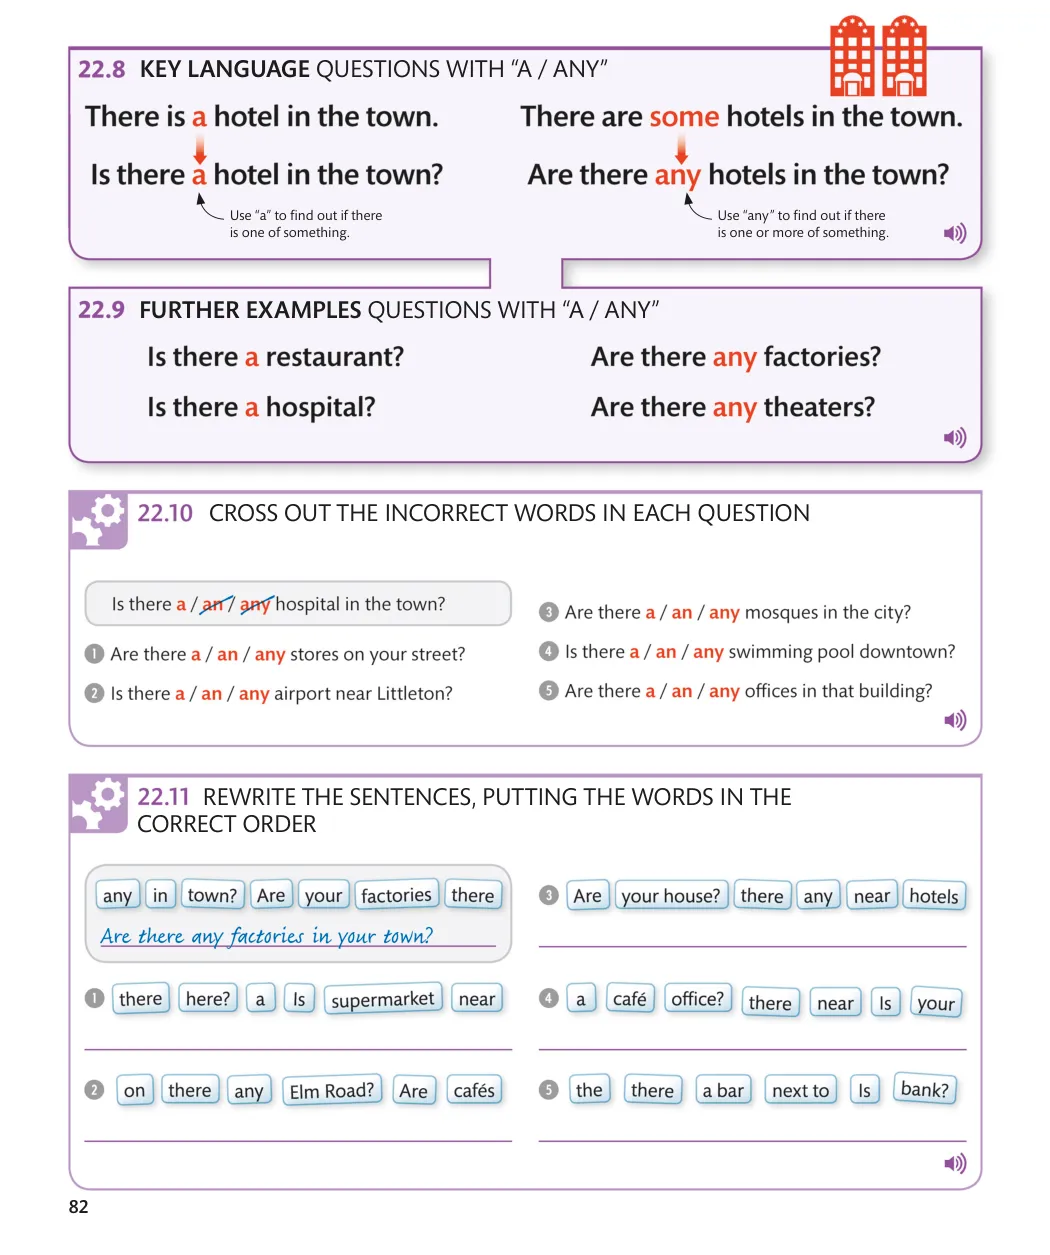 22.8 KEY LANGUAGE QUESTIONS WITH “A / ANY”
There is a hotel in the town.
Is there a hotel in the town?
Use “a” to find out if there
is one of something.
There are some hotels in the town.
Are there any hotels in the town?
Use “any” to find out if there
is one or more of something.
22.9 FURTHER EXAMPLES QUESTIONS WITH “A / ANY”
Is there a restaurant?
Is there a hospital?
Are there any factories?
Are there any theaters?
22.10 CROSS OUT THE INCORRECT WORDS IN EACH QUESTION
Is there a / an / any hospital in the town?
1 Are there a / an / any stores on your street?
2 Is there a / an / any airport near Littleton?
3 Are there a / an / any mosques in the city?
4 Is there a / an / any swimming pool downtown?
5 Are there a / an / any offices in that building?
22.11 REWRITE THE SENTENCES, PUTTING THE WORDS IN THE
CORRECT ORDER
any in town? Are your factories there
Are there any factories in your town?
1 there here? a Is supermarket near
2 on there any Elm Road? Are cafés
3 Are your house? there any near hotels
4 a café office? there near Is your
5 the there a bar next to Is bank?
82